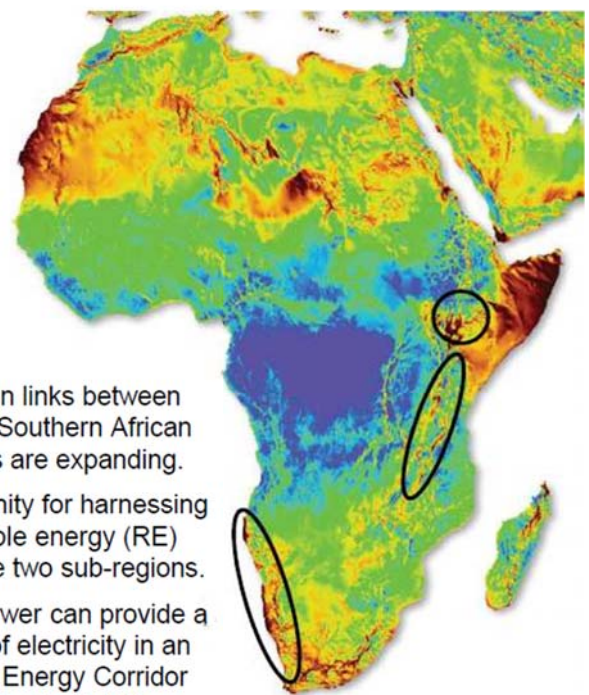 n links between
Southern African
s are expanding.
nity for harnessing
ble energy (RE)
e two sub-regions.
wer can provide a
of electricity in an
Energy Corridor